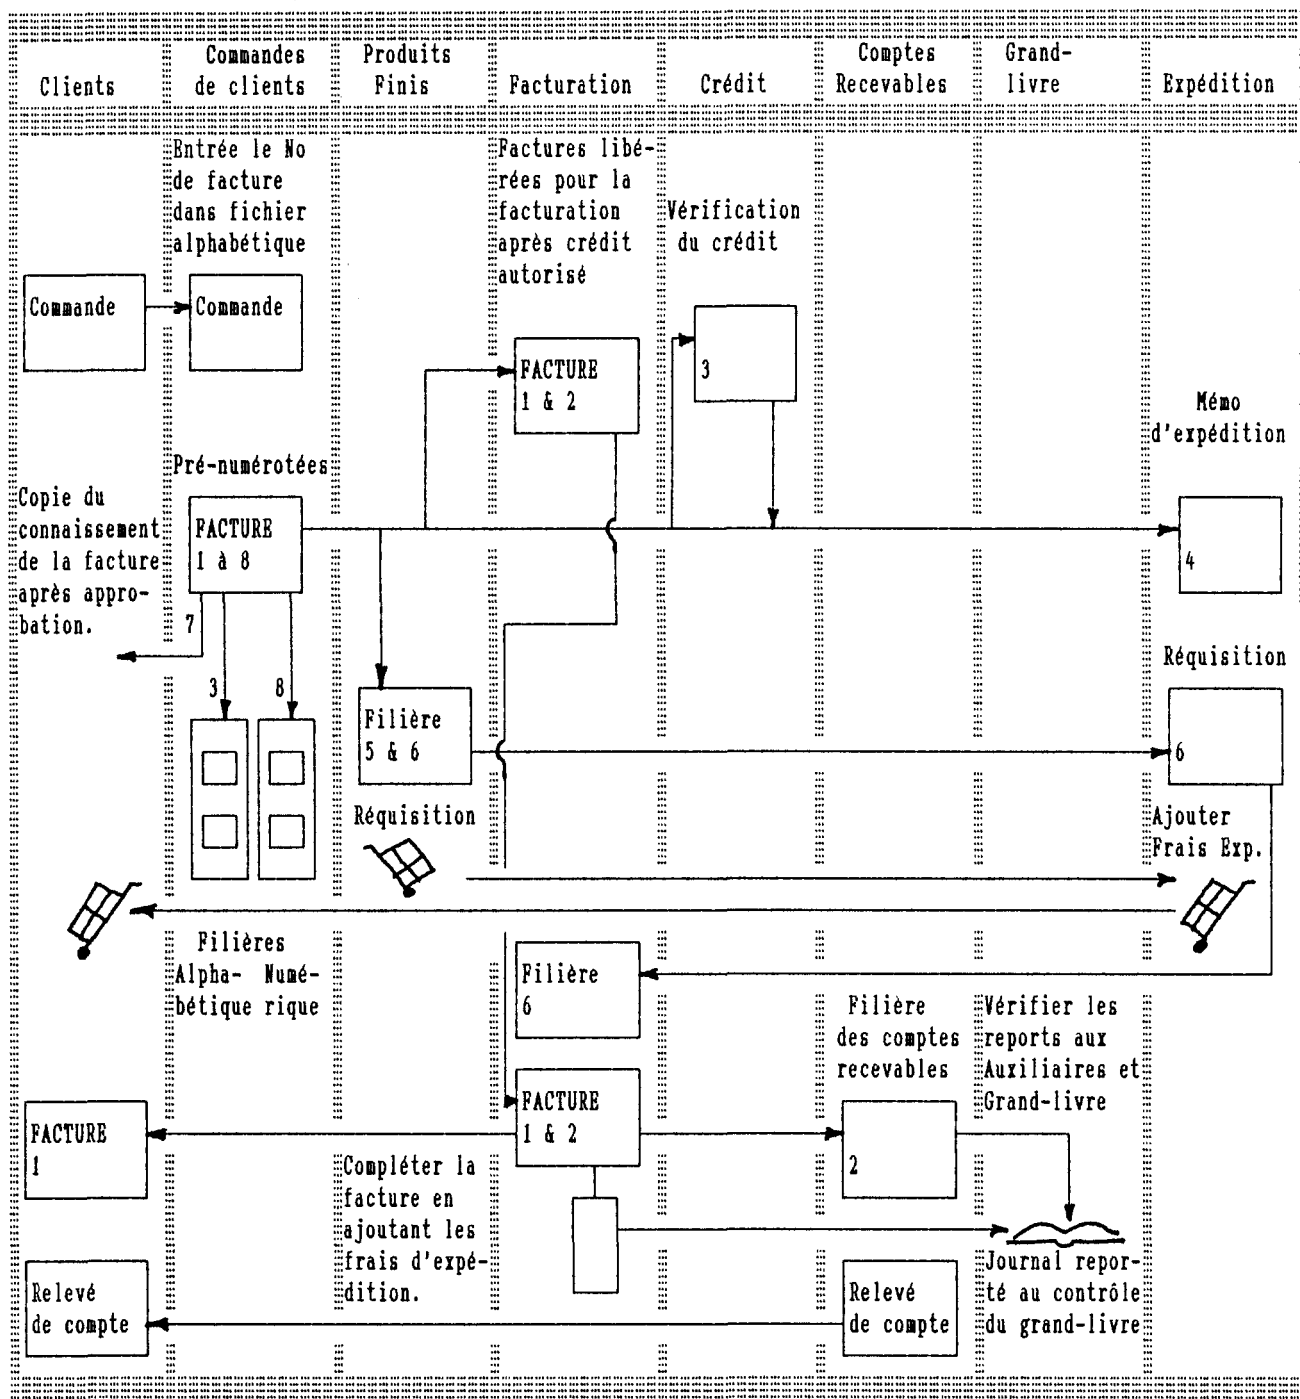 Clients
Commandes
de clients
Produits
Finis
Facturation
Crédit
Comptes
Recevables
Grand-
livre
Expédition
Entrée le No
de facture
dans fichier
alphabétique
Factures libé-
rées pour la
facturation
après crédit
autorisé
Vérification
du crédit
Commande
Commande
FACTURE
1 & 2
3
Mémo
d'expédition
Pré-numérotées
Copie du
connaissement
de la facture
après appro-
bation.
FACTURE
1 à 8
4
7
3
8
Réquisition
Filière
5 & 6
6
Réquisition
Ajouter
Frais Exp.
Filières
Alpha- Numé-
bétique rique
Filière
6
Filière
des comptes
recevables
Vérifier les
reports aux
Auxiliaires et
Grand-livre
FACTURE
1
FACTURE
1 & 2
2
Compléter la
facture en
ajoutant les
frais d'expé-
dition.
Journal repor-
té au contrôle
du grand-livre
Relevé
de compte
Relevé
de compte